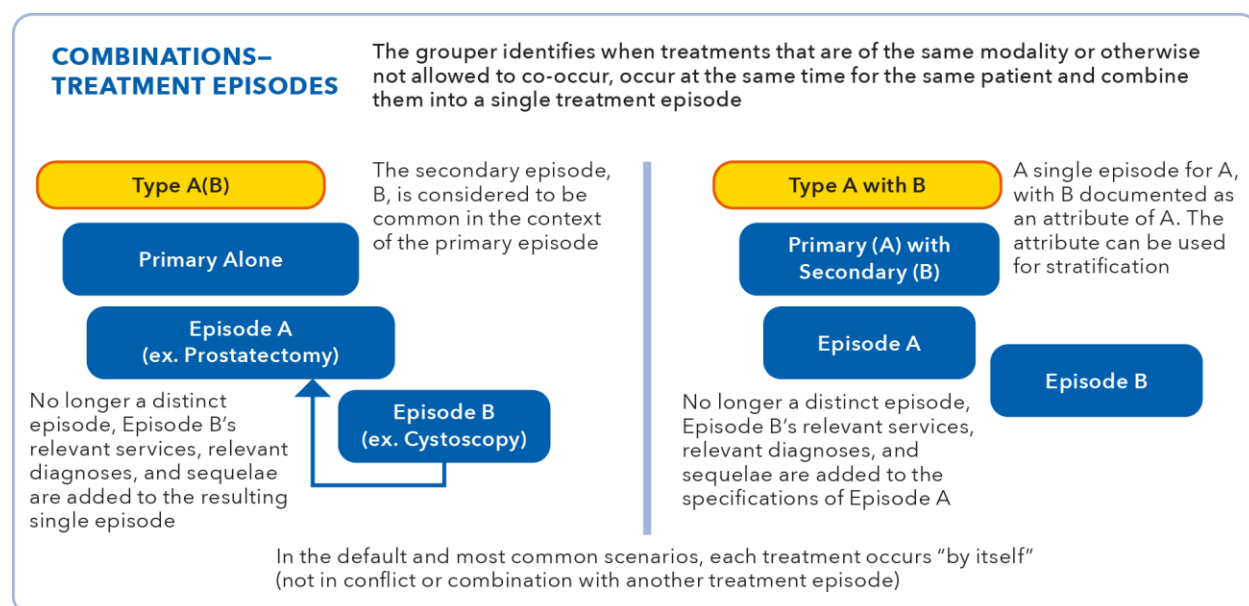 COMBINATIONS—
TREATMENT EPISODES
The grouper identifies when treatments that are of the same modality or otherwise
not allowed to co-occur, occur at the same time for the same patient and combine
them into a single treatment episode
Type A(B)
The secondary episode,
B, is considered to be
common in the context
of the primary episode
Primary Alone
Episode A
(ex. Prostatectomy)
Episode B
(ex. Cystoscopy)
No longer a distinct
episode, Episode B’s
relevant services, relevant
diagnoses, and sequelae
are added to the resulting
single episode
Type A with B
A single episode for A,
with B documented as
an attribute of A. The
attribute can be used
for stratification
Primary (A) with
Secondary (B)
Episode A
Episode B
No longer a distinct episode,
Episode B’s relevant services,
relevant diagnoses, and
sequelae are added to the
specifications of Episode A
In the default and most common scenarios, each treatment occurs “by itself”
(not in conflict or combination with another treatment episode)